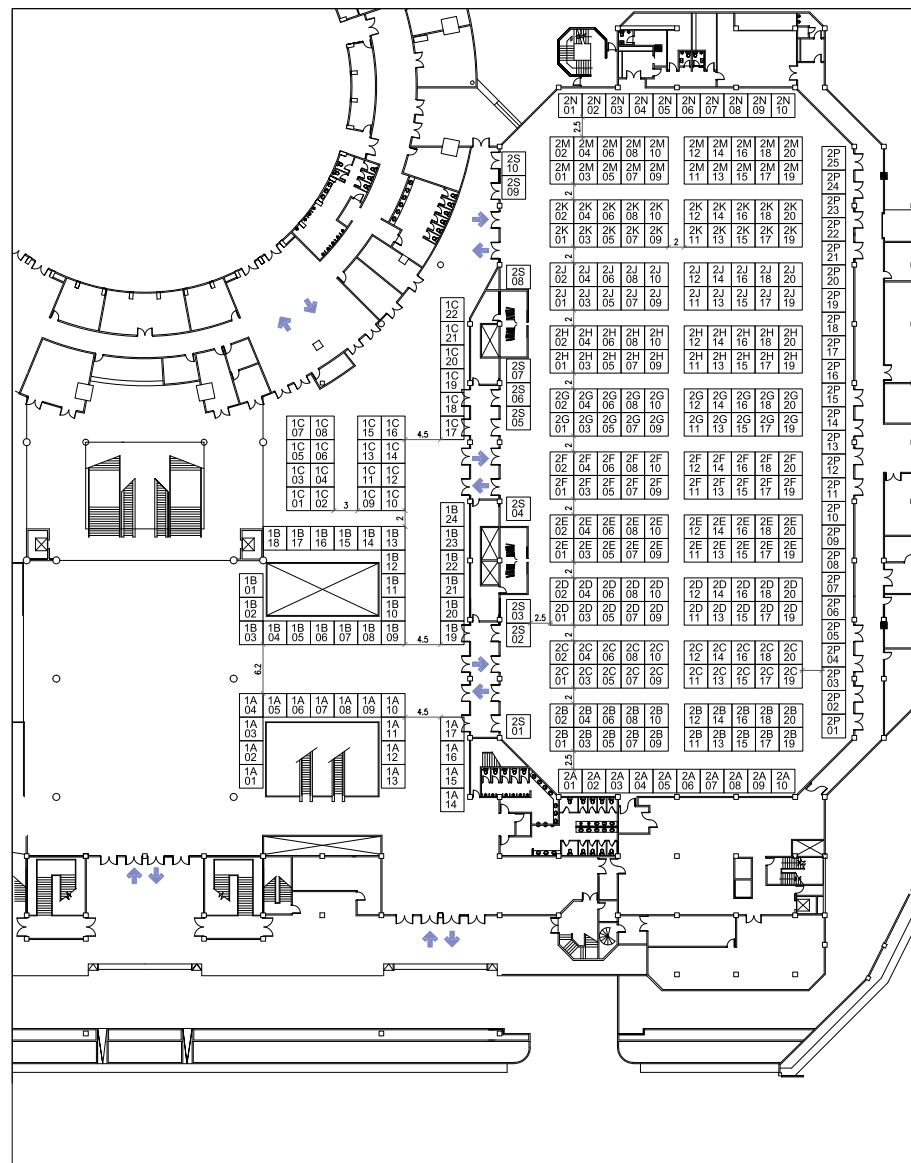 2N 2N 2N 2N 2N 2N 2N 2N 2N 2N
01 02 03 04 05 06 07 08 09 10
2.5
2M 2M 2M 2M 2M 2M 2M 2M 2M 2M
02 04 06 08 10 12 14 16 18 20
2M 2M 2M 2M 2M 2M 2M 2M 2M 2M
01 03 05 07 09 11 13 15 17 19
2
2K 2K 2K 2K 2K 2K 2K 2K 2K 2K
02 04 06 08 10 12 14 16 18 20
2K 2K 2K 2K 2K 2K 2K 2K 2K 2K
01 03 05 07 09 11 13 15 17 19
2
2
2J 2J 2J 2J 2J 2J 2J 2J 2J 2J
02 04 06 08 10 12 14 16 18 20
2J 2J 2J 2J 2J 2J 2J 2J 2J 2J
01 03 05 07 09 11 13 15 17 19
2
2H 2H 2H 2H 2H 2H 2H 2H 2H 2H
02 04 06 08 10 12 14 16 18 20
2H 2H 2H 2H 2H 2H 2H 2H 2H 2H
01 03 05 07 09 11 13 15 17 19
2
2G 2G 2G 2G 2G 2G 2G 2G 2G 2G
02 04 06 08 10 12 14 16 18 20
2G 2G 2G 2G 2G 2G 2G 2G 2G 2G
01 03 05 07 09 11 13 15 17 19
2
2F 2F 2F 2F 2F 2F 2F 2F 2F 2F
02 04 06 08 10 12 14 16 18 20
2F 2F 2F 2F 2F 2F 2F 2F 2F 2F
01 03 05 07 09 11 13 15 17 19
2
2E 2E 2E 2E 2E 2E 2E 2E 2E 2E
02 04 06 08 10 12 14 16 18 20
2E 2E 2E 2E 2E 2E 2E 2E 2E 2E
01 03 05 07 09 11 13 15 17 19
2
2D 2D 2D 2D 2D 2D 2D 2D 2D 2D
02 04 06 08 10 12 14 16 18 20
2D 2D 2D 2D 2D 2D 2D 2D 2D 2D
01 03 05 07 09 11 13 15 17 19
2
2C 2C 2C 2C 2C 2C 2C 2C 2C 2C
02 04 06 08 10 12 14 16 18 20
2C 2C 2C 2C 2C 2C 2C 2C 2C 2C
01 03 05 07 09 11 13 15 17 19
2
2B 2B 2B 2B 2B 2B 2B 2B 2B 2B
02 04 06 08 10 12 14 16 18 20
2B 2B 2B 2B 2B 2B 2B 2B 2B 2B
01 03 05 07 09 11 13 15 17 19
2.5
2A 2A 2A 2A 2A 2A 2A 2A 2A 2A
01 02 03 04 05 06 07 08 09 10
2P
25
2P
24
2P
23
2P
22
2P
21
2P
20
2P
19
2P
18
2P
17
2P
16
2P
15
2P
14
2P
13
2P
12
2P
11
2P
10
2P
09
2P
08
2P
07
2P
06
2P
05
2P
04
2P
03
2P
02
2P
01
2S
10
2S
09
2S
08
2S
07
2S
06
2S
05
2S
04
2S
03
2.5
2S
02
2S
01
1C
22
1C
21
1C
20
1C
19
1C
18
1C
17
4.5
1C 1C 1C 1C
07 08 15 16
1C 1C 1C 1C
05 06 13 14
1C 1C 1C 1C
03 04 11 12
1C 1C 1C 1C
01 02 09 10
3
2
1B
24
1B
23
1B
22
1B
21
1B
20
1B
19
1B 1B 1B 1B 1B 1B
18 17 16 15 14 13
1B
12
1B 1B
01 11
1B 1B
02 10
1B 1B 1B 1B 1B 1B 1B
03 04 05 06 07 08 09
4.5
6.2
1A 1A 1A 1A 1A 1A 1A
04 05 06 07 08 09 10
4.5
1A 1A 1A
03 11 17
1A 1A 1A
02 12 16
1A 1A 1A
01 13 15
1A
14